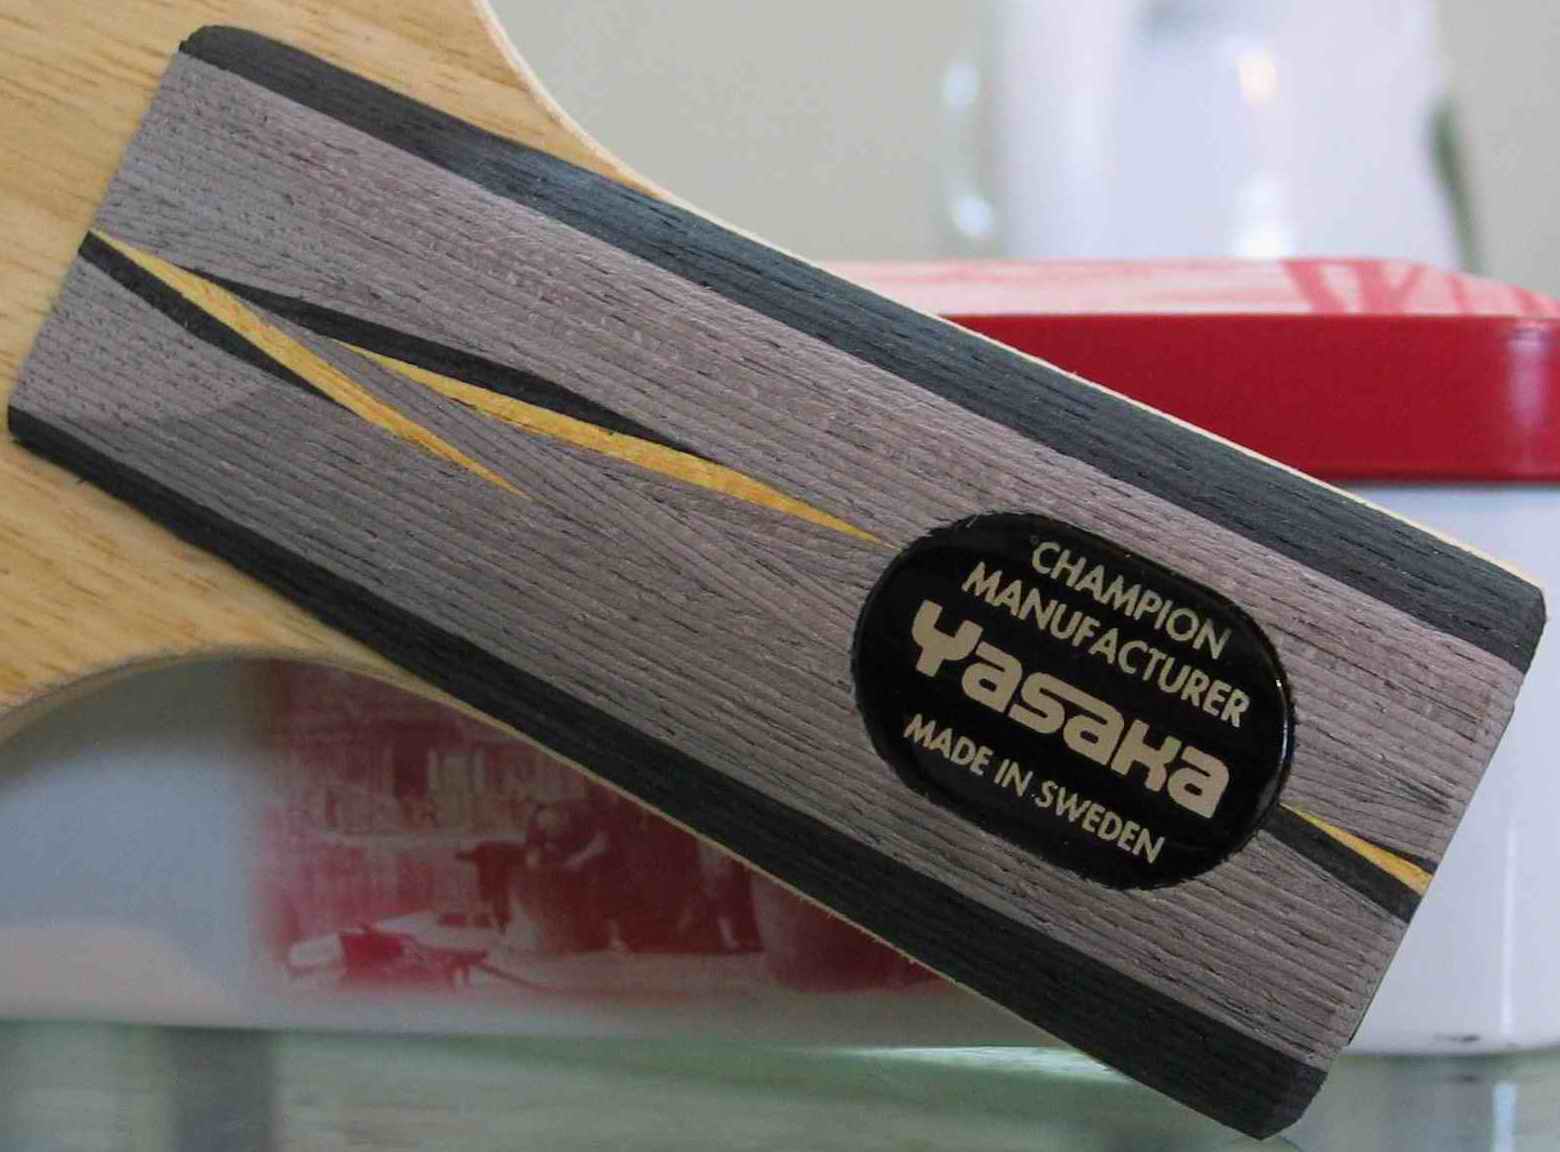 CHAMPION
MANUFACTURER
Yasaka
MADE IN SWEDEN